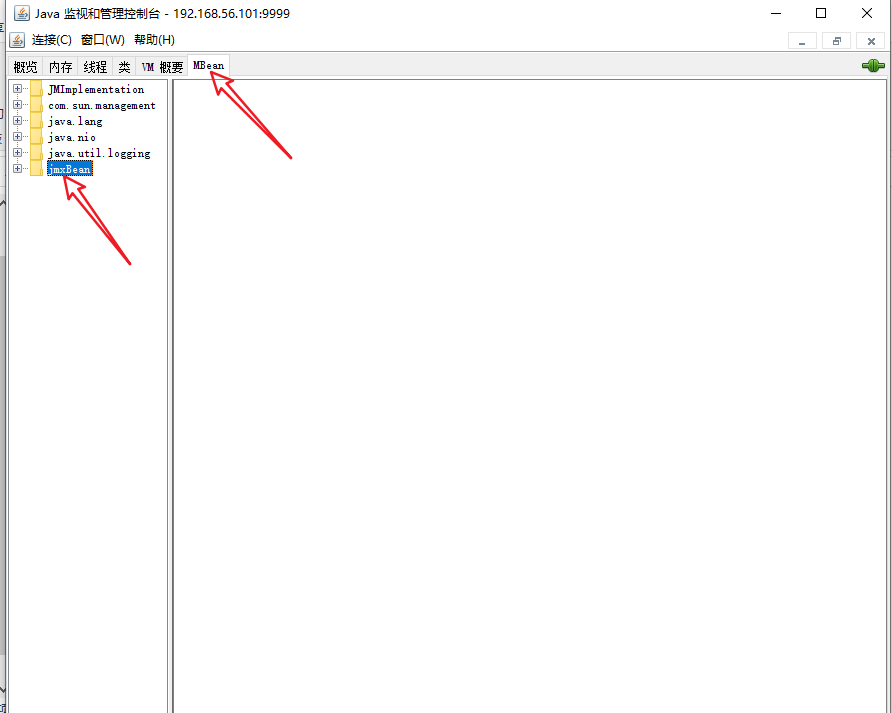 Java 监视和管理控制台 - 192.168.56.101:9999
连接(C) 窗口(W) 帮助(H)
概览 内存 线程 类 VM 概要 MBean
JMImplementation
com.sun.management
java.lang
java.nio
java.util.logging
jmxBean